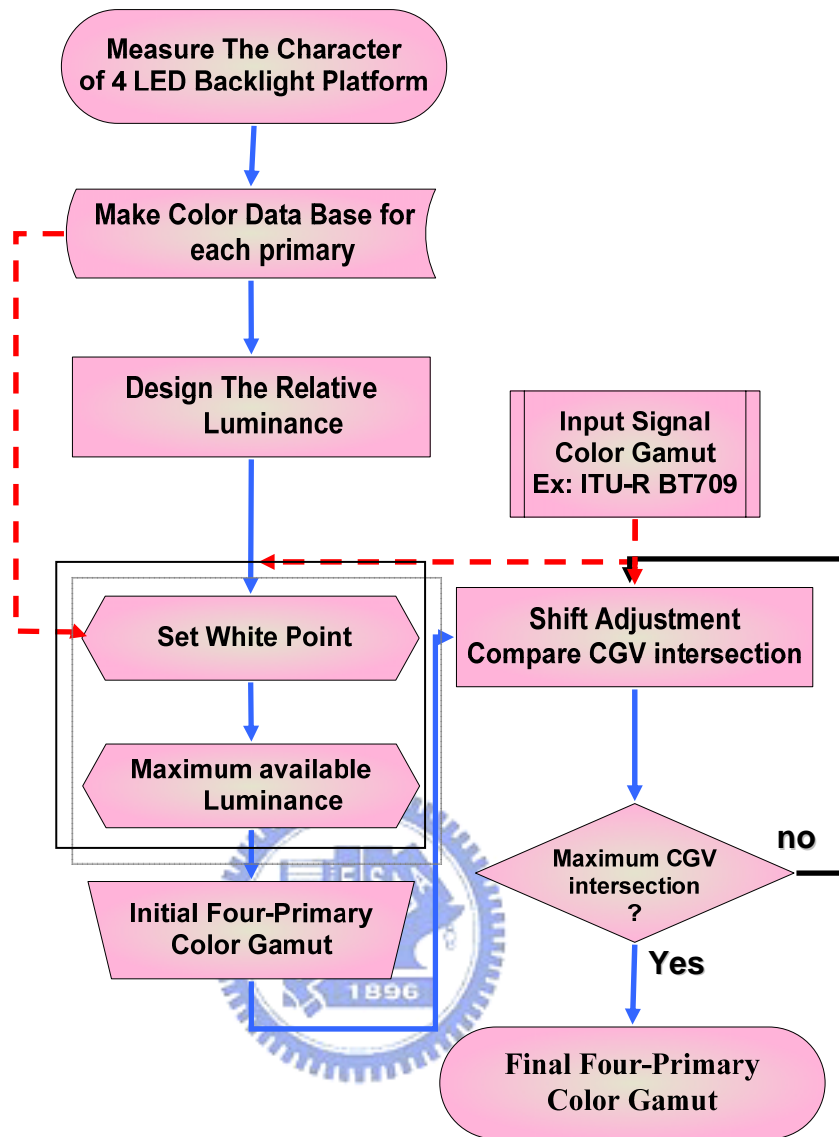 Measure The Character
of 4 LED Backlight Platform
Make Color Data Base for
each primary
Design The Relative
Luminance
Input Signal
Color Gamut
Ex: ITU-R BT709
Set White Point
Shift Adjustment
Compare CGV intersection
Maximum available
Luminance
Maximum CGV
intersection
?
no
Initial Four-Primary
Color Gamut
Yes
1896
Final Four-Primary
Color Gamut